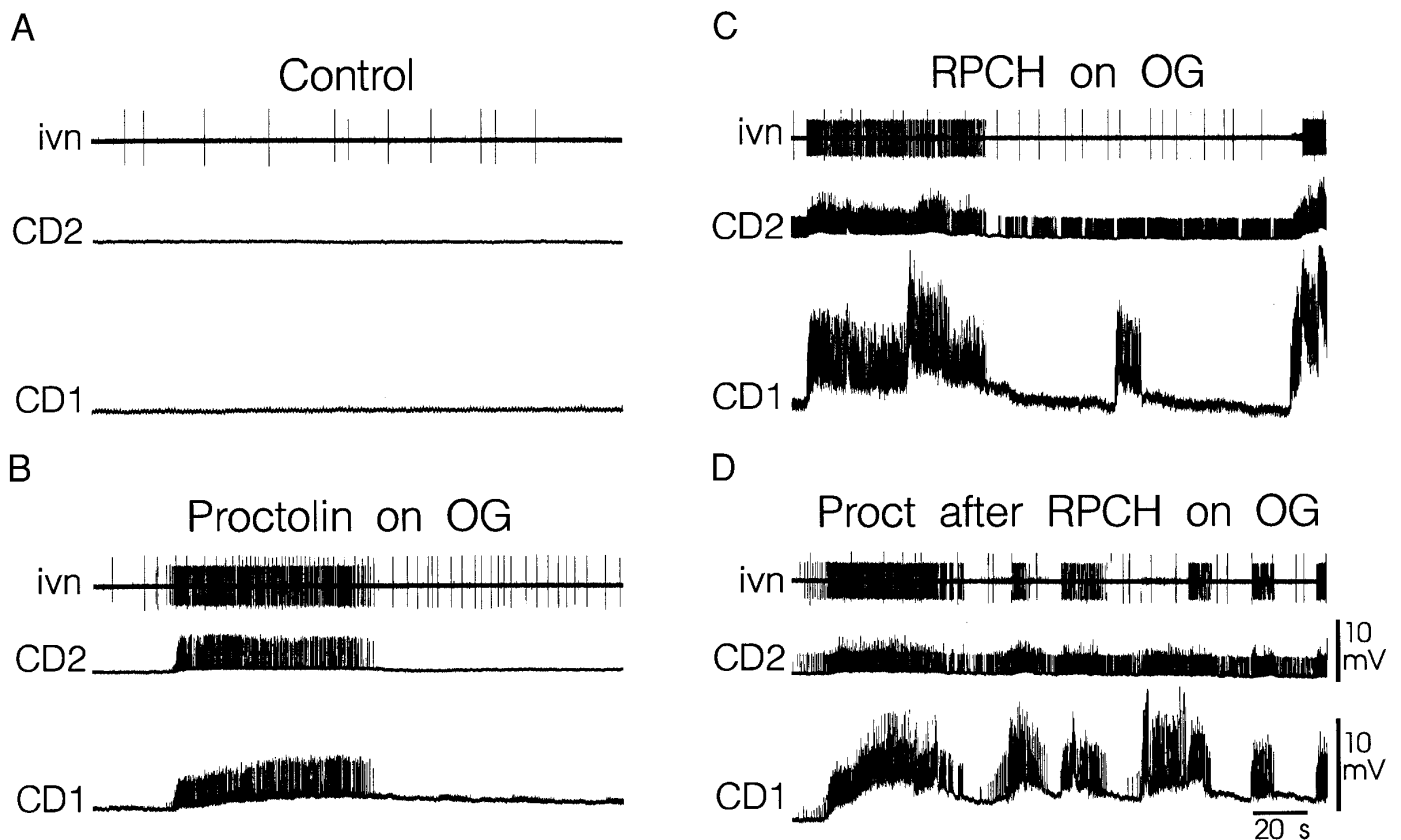 A
Control
ivn
CD2
CD1
B
Proctolin on OG
ivn
CD2
CD1
C
RPCH on OG
ivn
CD2
CD1
D
Proct after RPCH on OG
ivn
CD2
CD1
10
mV
10
mV
20 s